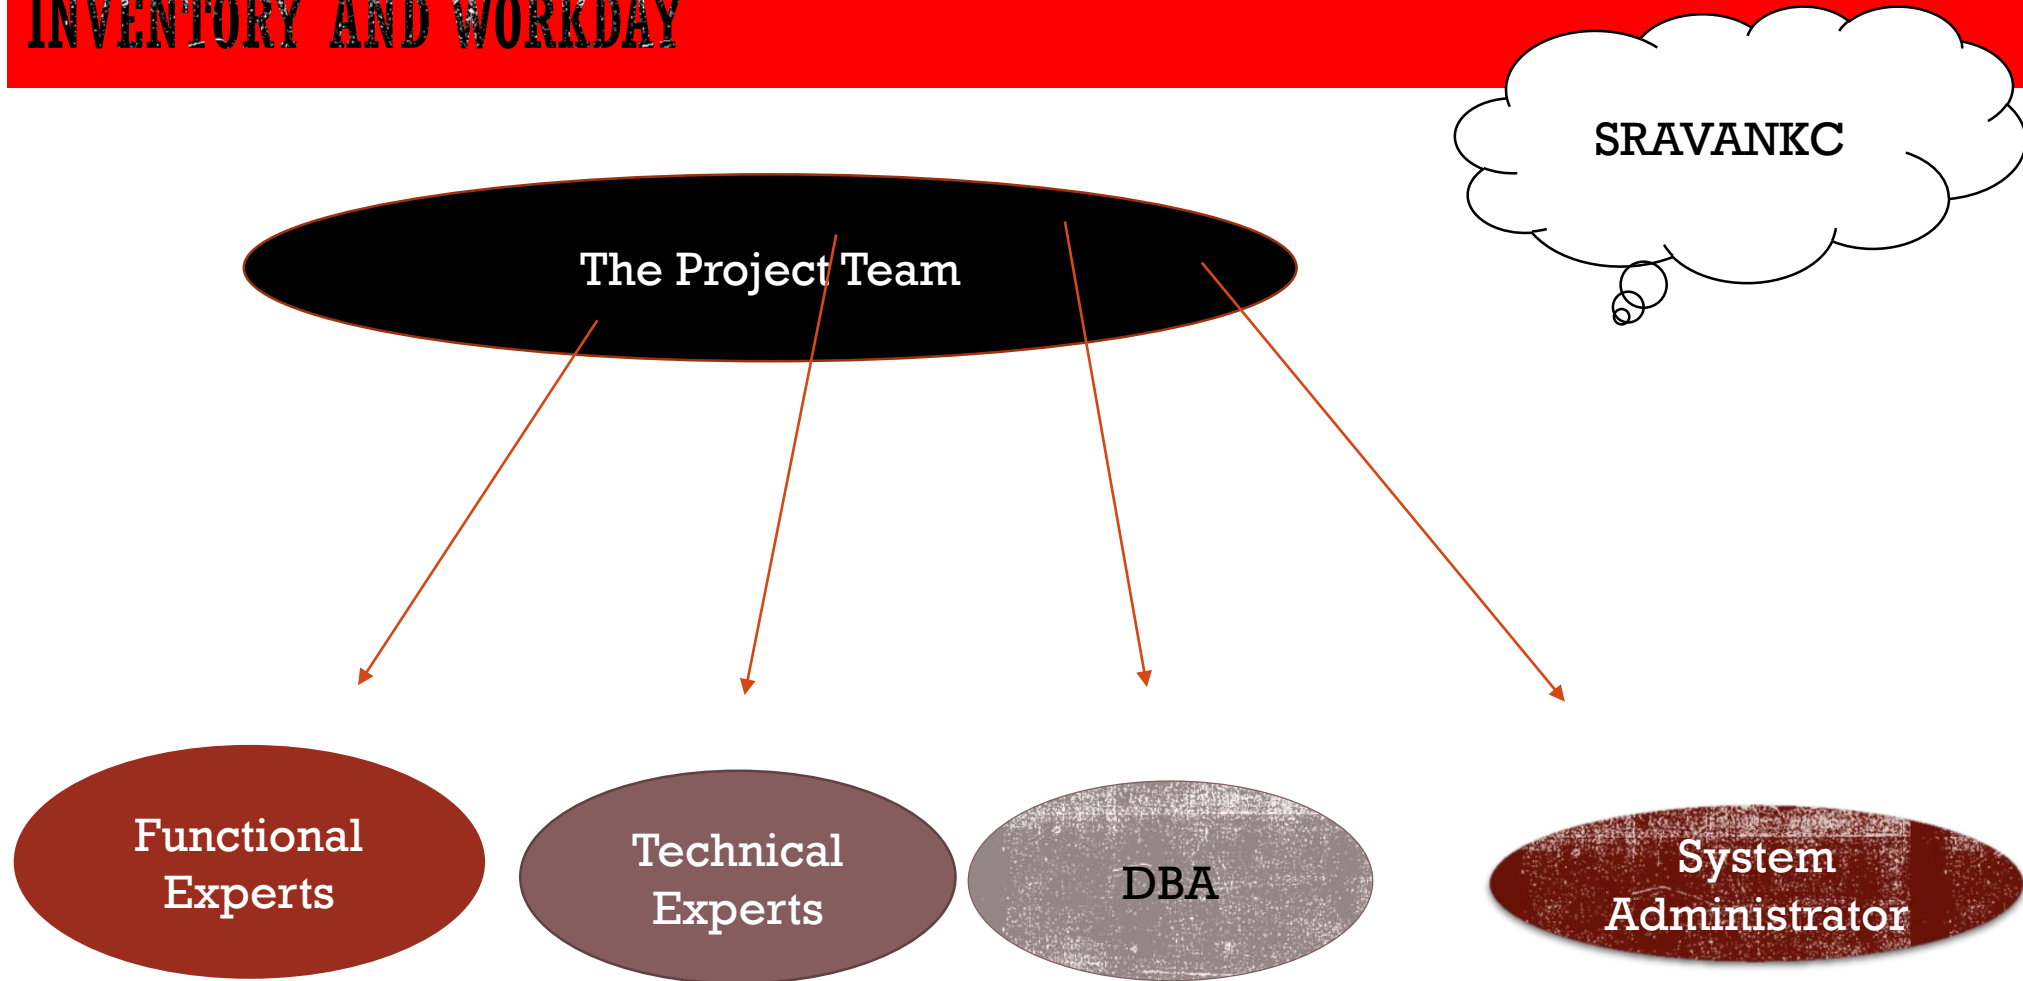 INVENTORY AND WORKDAY
SRAVANKC
The Project Team
Functional
Experts
Technical
Experts
DBA
System
Administrator